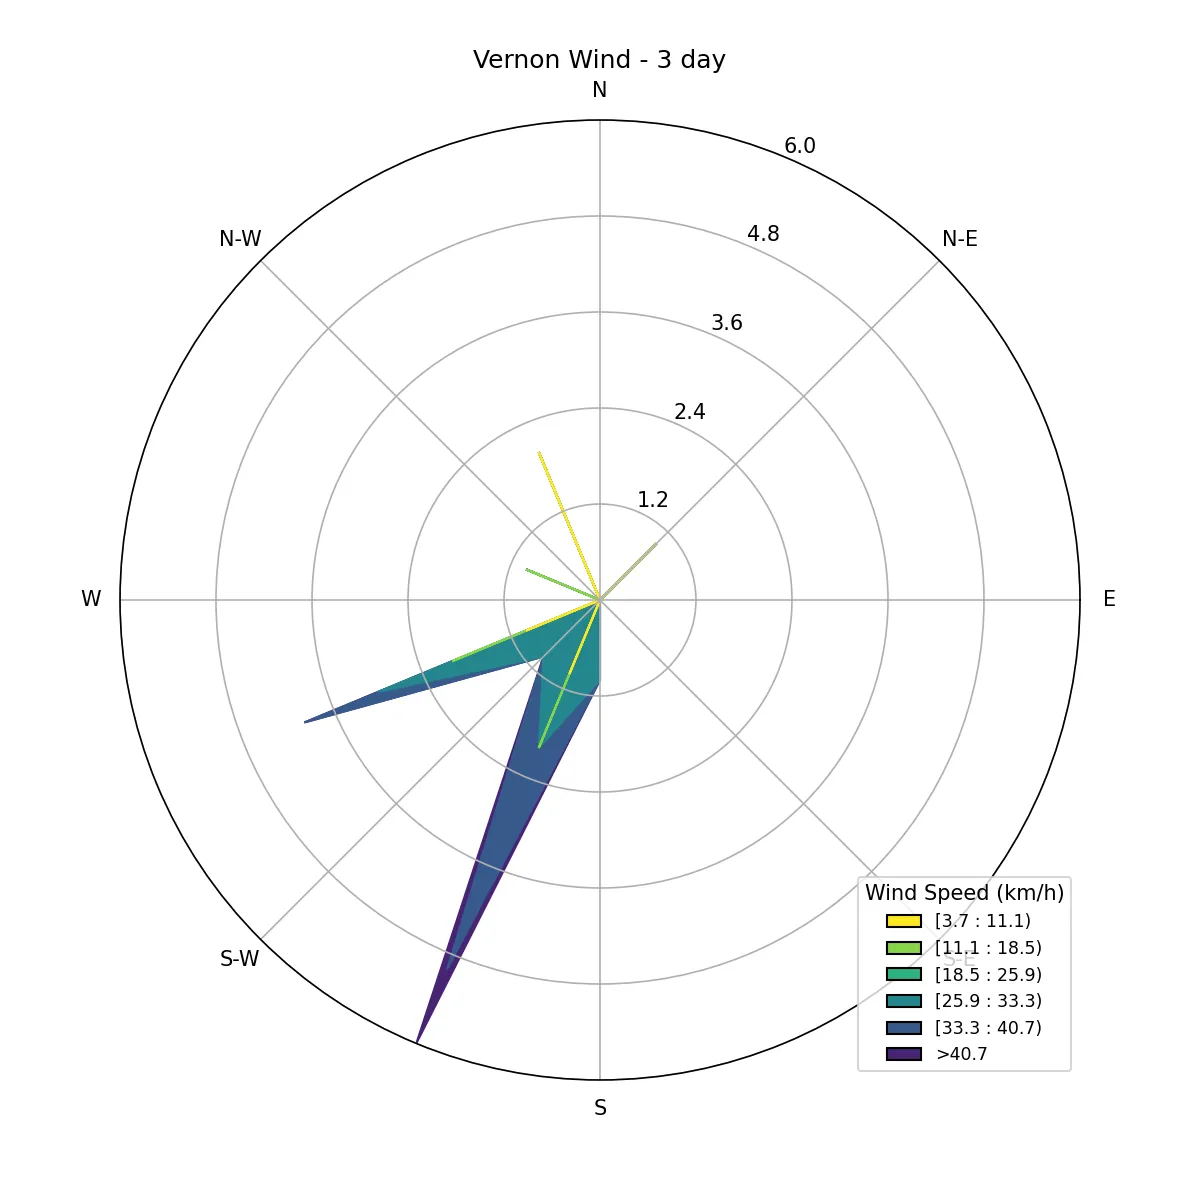 Vernon Wind - 3 day
N
6.0
N-W
4.8
N-E
3.6
2.4
1.2
W
E
S-W
S-E
S
Wind Speed (km/h)
[3.7 : 11.1)
[11.1 : 18.5)
[18.5 : 25.9)
[25.9 : 33.3)
[33.3 : 40.7)
>40.7